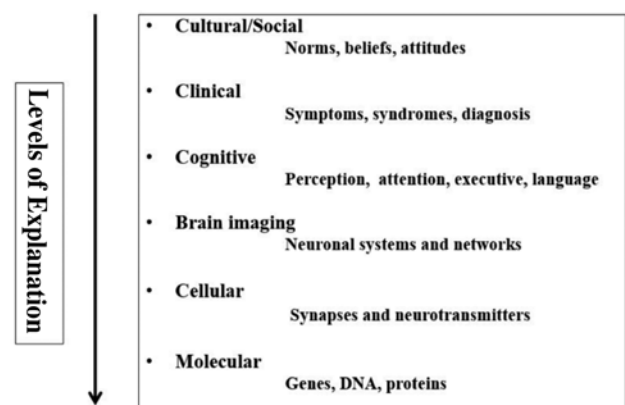 Levels of Explanation
• Cultural/Social
Norms, beliefs, attitudes
• Clinical
Symptoms, syndromes, diagnosis
• Cognitive
Perception, attention, executive, language
• Brain imaging
Neuronal systems and networks
• Cellular
Synapses and neurotransmitters
• Molecular
Genes, DNA, proteins